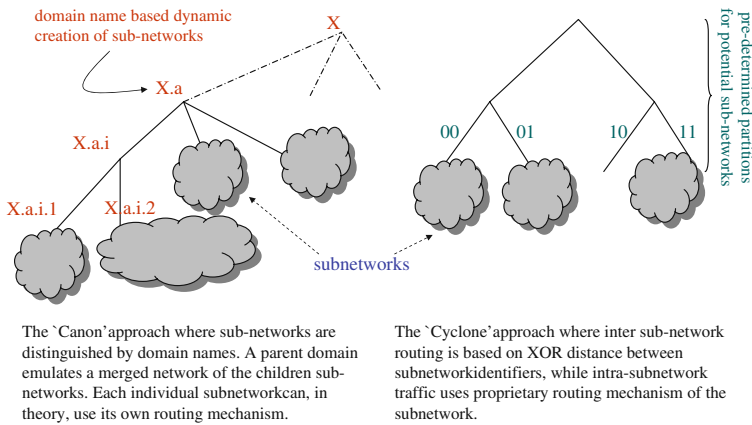 domain name based dynamic
creation of sub-networks
X
X.a
X.a.i
X.a.i.1
X.a.i.2
subnetworks
00
01
10
11
pre-determined partitions
for potential sub-networks
The `Canon'approach where sub-networks are
distinguished by domain names. A parent domain
emulates a merged network of the children sub-
networks. Each individual subnetworkcan, in
theory, use its own routing mechanism.
The `Cyclone'approach where inter sub-network
routing is based on XOR distance between
subnetworkidentifiers, while intra-subnetwork
traffic uses proprietary routing mechanism of the
subnetwork.